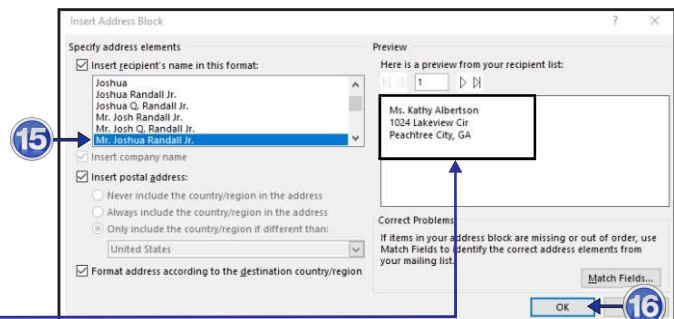 Insert Address Block ? ×
Specify address elements
Insert recipient's name in this format:
Joshua
Joshua Randall Jr.
Joshua Q. Randall Jr.
Mr. Josh Randall Jr.
Mr. Josh Q. Randall Jr.
15
Mr. Joshua Randall Jr.
Insert company name
Insert postal address:
Never include the country/region in the address
Always include the country/region in the address
Only include the country/region if different than:
United States
Format address according to the destination country/region
Preview
Here is a preview from your recipient list:
1
Ms. Kathy Albertson
1024 Lakeview Cir
Peachtree City, GA
Correct Problems
If items in your address block are missing or out of order, use
Match Fields to identify the correct address elements from
your mailing list.
Match Fields...
OK
16